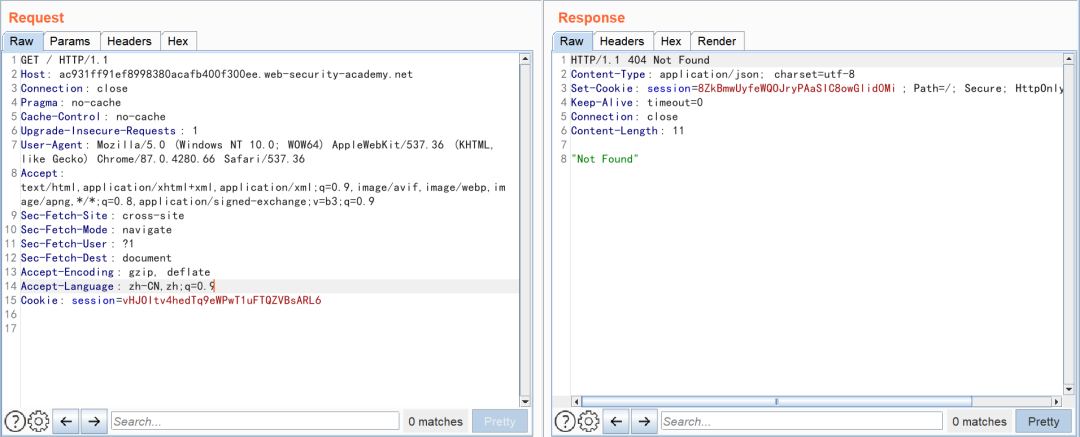 Request
Raw Params Headers Hex
1 GET / HTTP/1.1
2 Host: ac931ff91ef8998380acafb400f300ee.web-security-academy.net
3 Connection: close
4 Pragma: no-cache
5 Cache-Control: no-cache
6 Upgrade-Insecure-Requests: 1
7 User-Agent: Mozilla/5.0 (Windows NT 10.0; WOW64) AppleWebKit/537.36 (KHTML,
like Gecko) Chrome/87.0.4280.66 Safari/537.36
8 Accept:
text/html,application/xhtml+xml,application/xml;q=0.9,image/avif,image/webp,im
age/apng,*/*;q=0.8,application/signed-exchange;v=b3;q=0.9
9 Sec-Fetch-Site: cross-site
10 Sec-Fetch-Mode: navigate
11 Sec-Fetch-User: ?1
12 Sec-Fetch-Dest: document
13 Accept-Encoding: gzip, deflate
14 Accept-Language: zh-CN,zh;q=0.9
15 Cookie: session=vHJOItv4hedTq9eWPwT1uFTQZVBsARL6
16
17
? Search... 0 matches Pretty
Response
Raw Headers Hex Render
1 HTTP/1.1 404 Not Found
2 Content-Type: application/json; charset=utf-8
3 Set-Cookie: session=8ZkBmwUyfeWQOJryPAaSIC8owGlidOMi; Path=/; Secure; HttpOnly
4 Keep-Alive: timeout=0
5 Connection: close
6 Content-Length: 11
7
8 "Not Found"
? Search... 0 matches Pretty